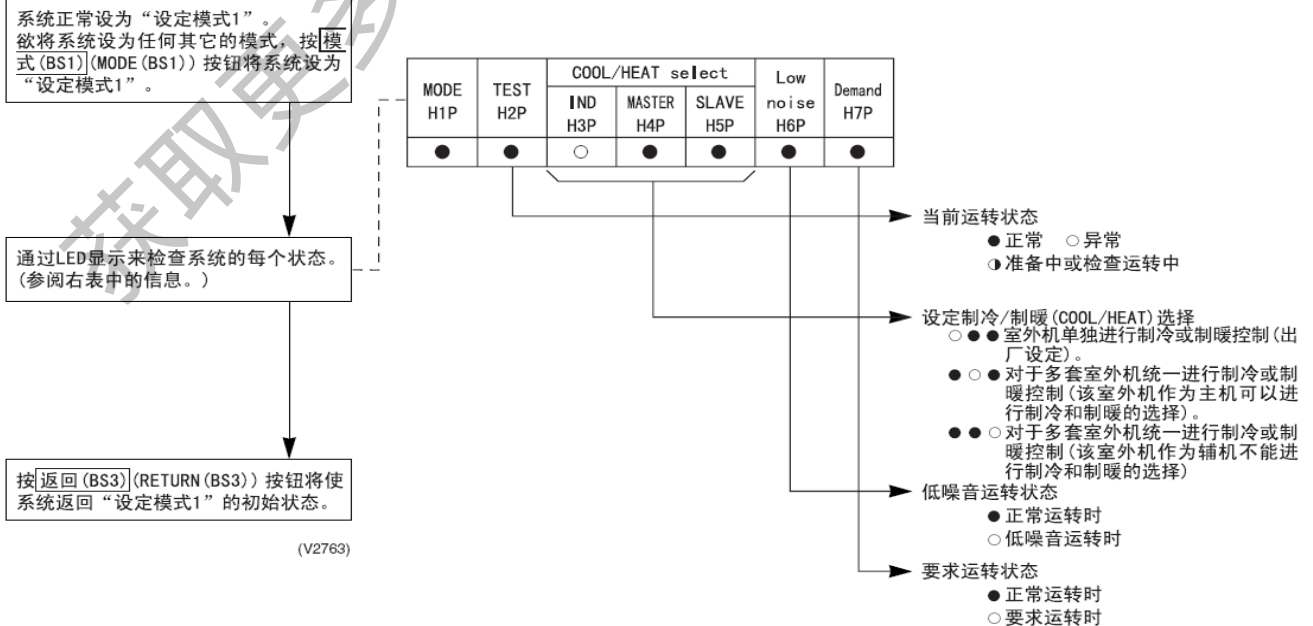 系统正常设为“设定模式1”。
欲将系统设为任何其它的模式，按模
式(BS1)(MODE(BS1))按钮将系统设为
“设定模式1”。
MODE
H1P
TEST
H2P
COOL/HEAT select
IND
H3P
MASTER
H4P
SLAVE
H5P
Low
noise
H6P
Demand
H7P
● ● ○ ● ● ● ●
通过LED显示来检查系统的每个状态。
(参阅右表中的信息。)
按返回(BS3)(RETURN(BS3))按钮将使
系统返回“设定模式1”的初始状态。
(V2763)
当前运转状态
●正常 ○异常
◑准备中或检查运转中
设定制冷/制暖(COOL/HEAT)选择
○●●室外机单独进行制冷或制暖控制(出
厂设定)。
●○●对于多套室外机统一进行制冷或制
暖控制(该室外机作为主机可以进
行制冷和制暖的选择)。
●●○对于多套室外机统一进行制冷或制
暖控制(该室外机作为辅机不能进
行制冷和制暖的选择)
低噪音运转状态
●正常运转时
○低噪音运转时
要求运转状态
●正常运转时
○要求运转时
获取更多